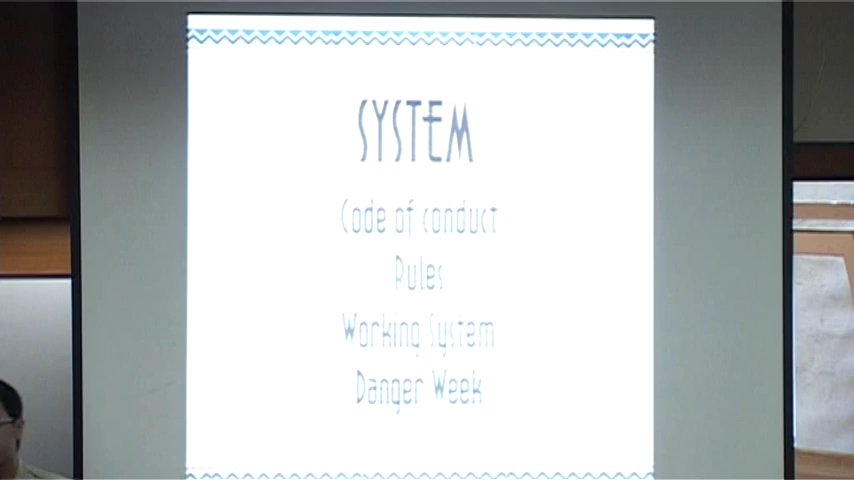 SYSTEM
Code of conduct
Rules
Working System
Danger Week